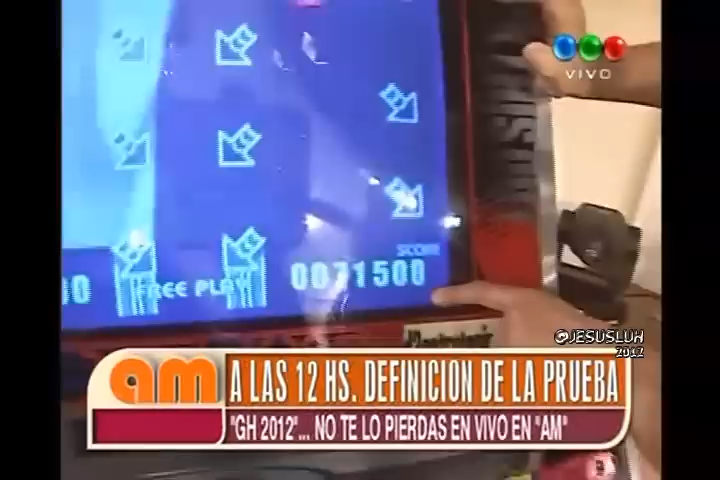 VIVO
SCORE
FREE PLAY
0071500
@JESUSLUH
2012
am
A LAS 12 HS. DEFINICION DE LA PRUEBA
"GH 2012"... NO TE LO PIERDAS EN VIVO EN "AM"